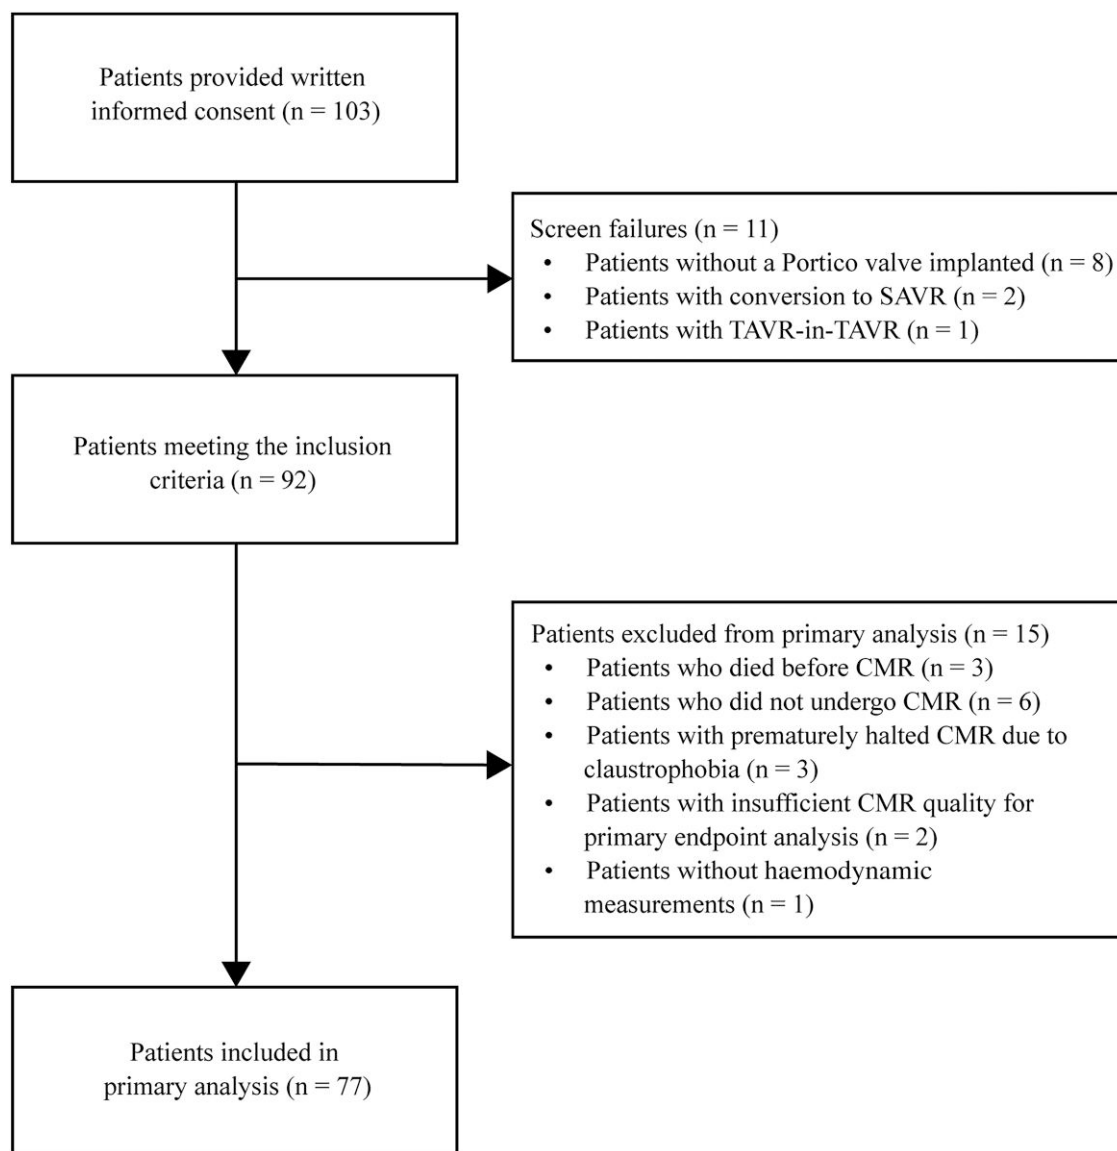 Patients provided written
informed consent (n = 103)
Screen failures (n = 11)
• Patients without a Portico valve implanted (n = 8)
• Patients with conversion to SAVR (n = 2)
• Patients with TAVR-in-TAVR (n = 1)
Patients meeting the inclusion
criteria (n = 92)
Patients excluded from primary analysis (n = 15)
• Patients who died before CMR (n = 3)
• Patients who did not undergo CMR (n = 6)
• Patients with prematurely halted CMR due to
claustrophobia (n = 3)
• Patients with insufficient CMR quality for
primary endpoint analysis (n = 2)
• Patients without haemodynamic
measurements (n = 1)
Patients included in
primary analysis (n = 77)